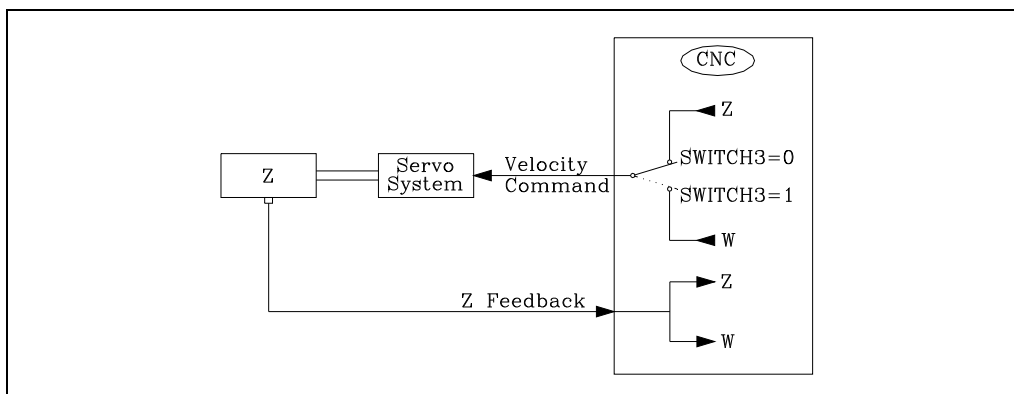 CNC
Z
SWITCH3=0
Z
Servo
System
Velocity
Command
SWITCH3=1
W
Z
Z Feedback
W